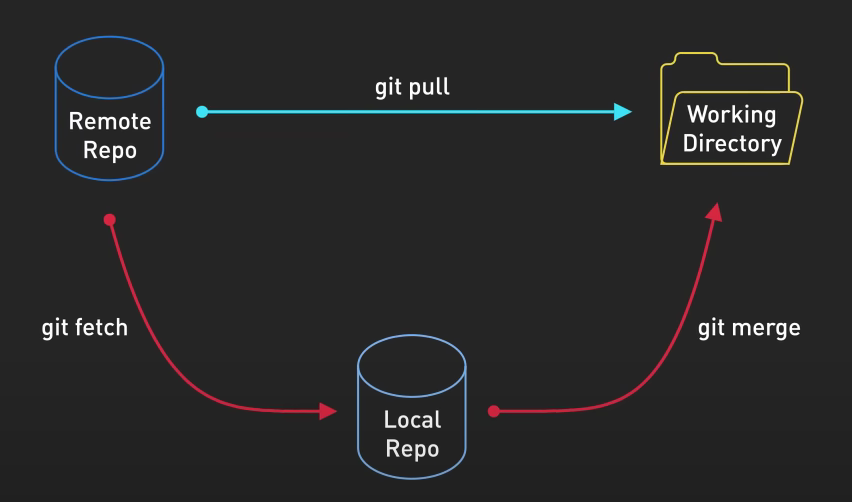 git pull
Remote
Repo
Working
Directory
git fetch
git merge
Local
Repo